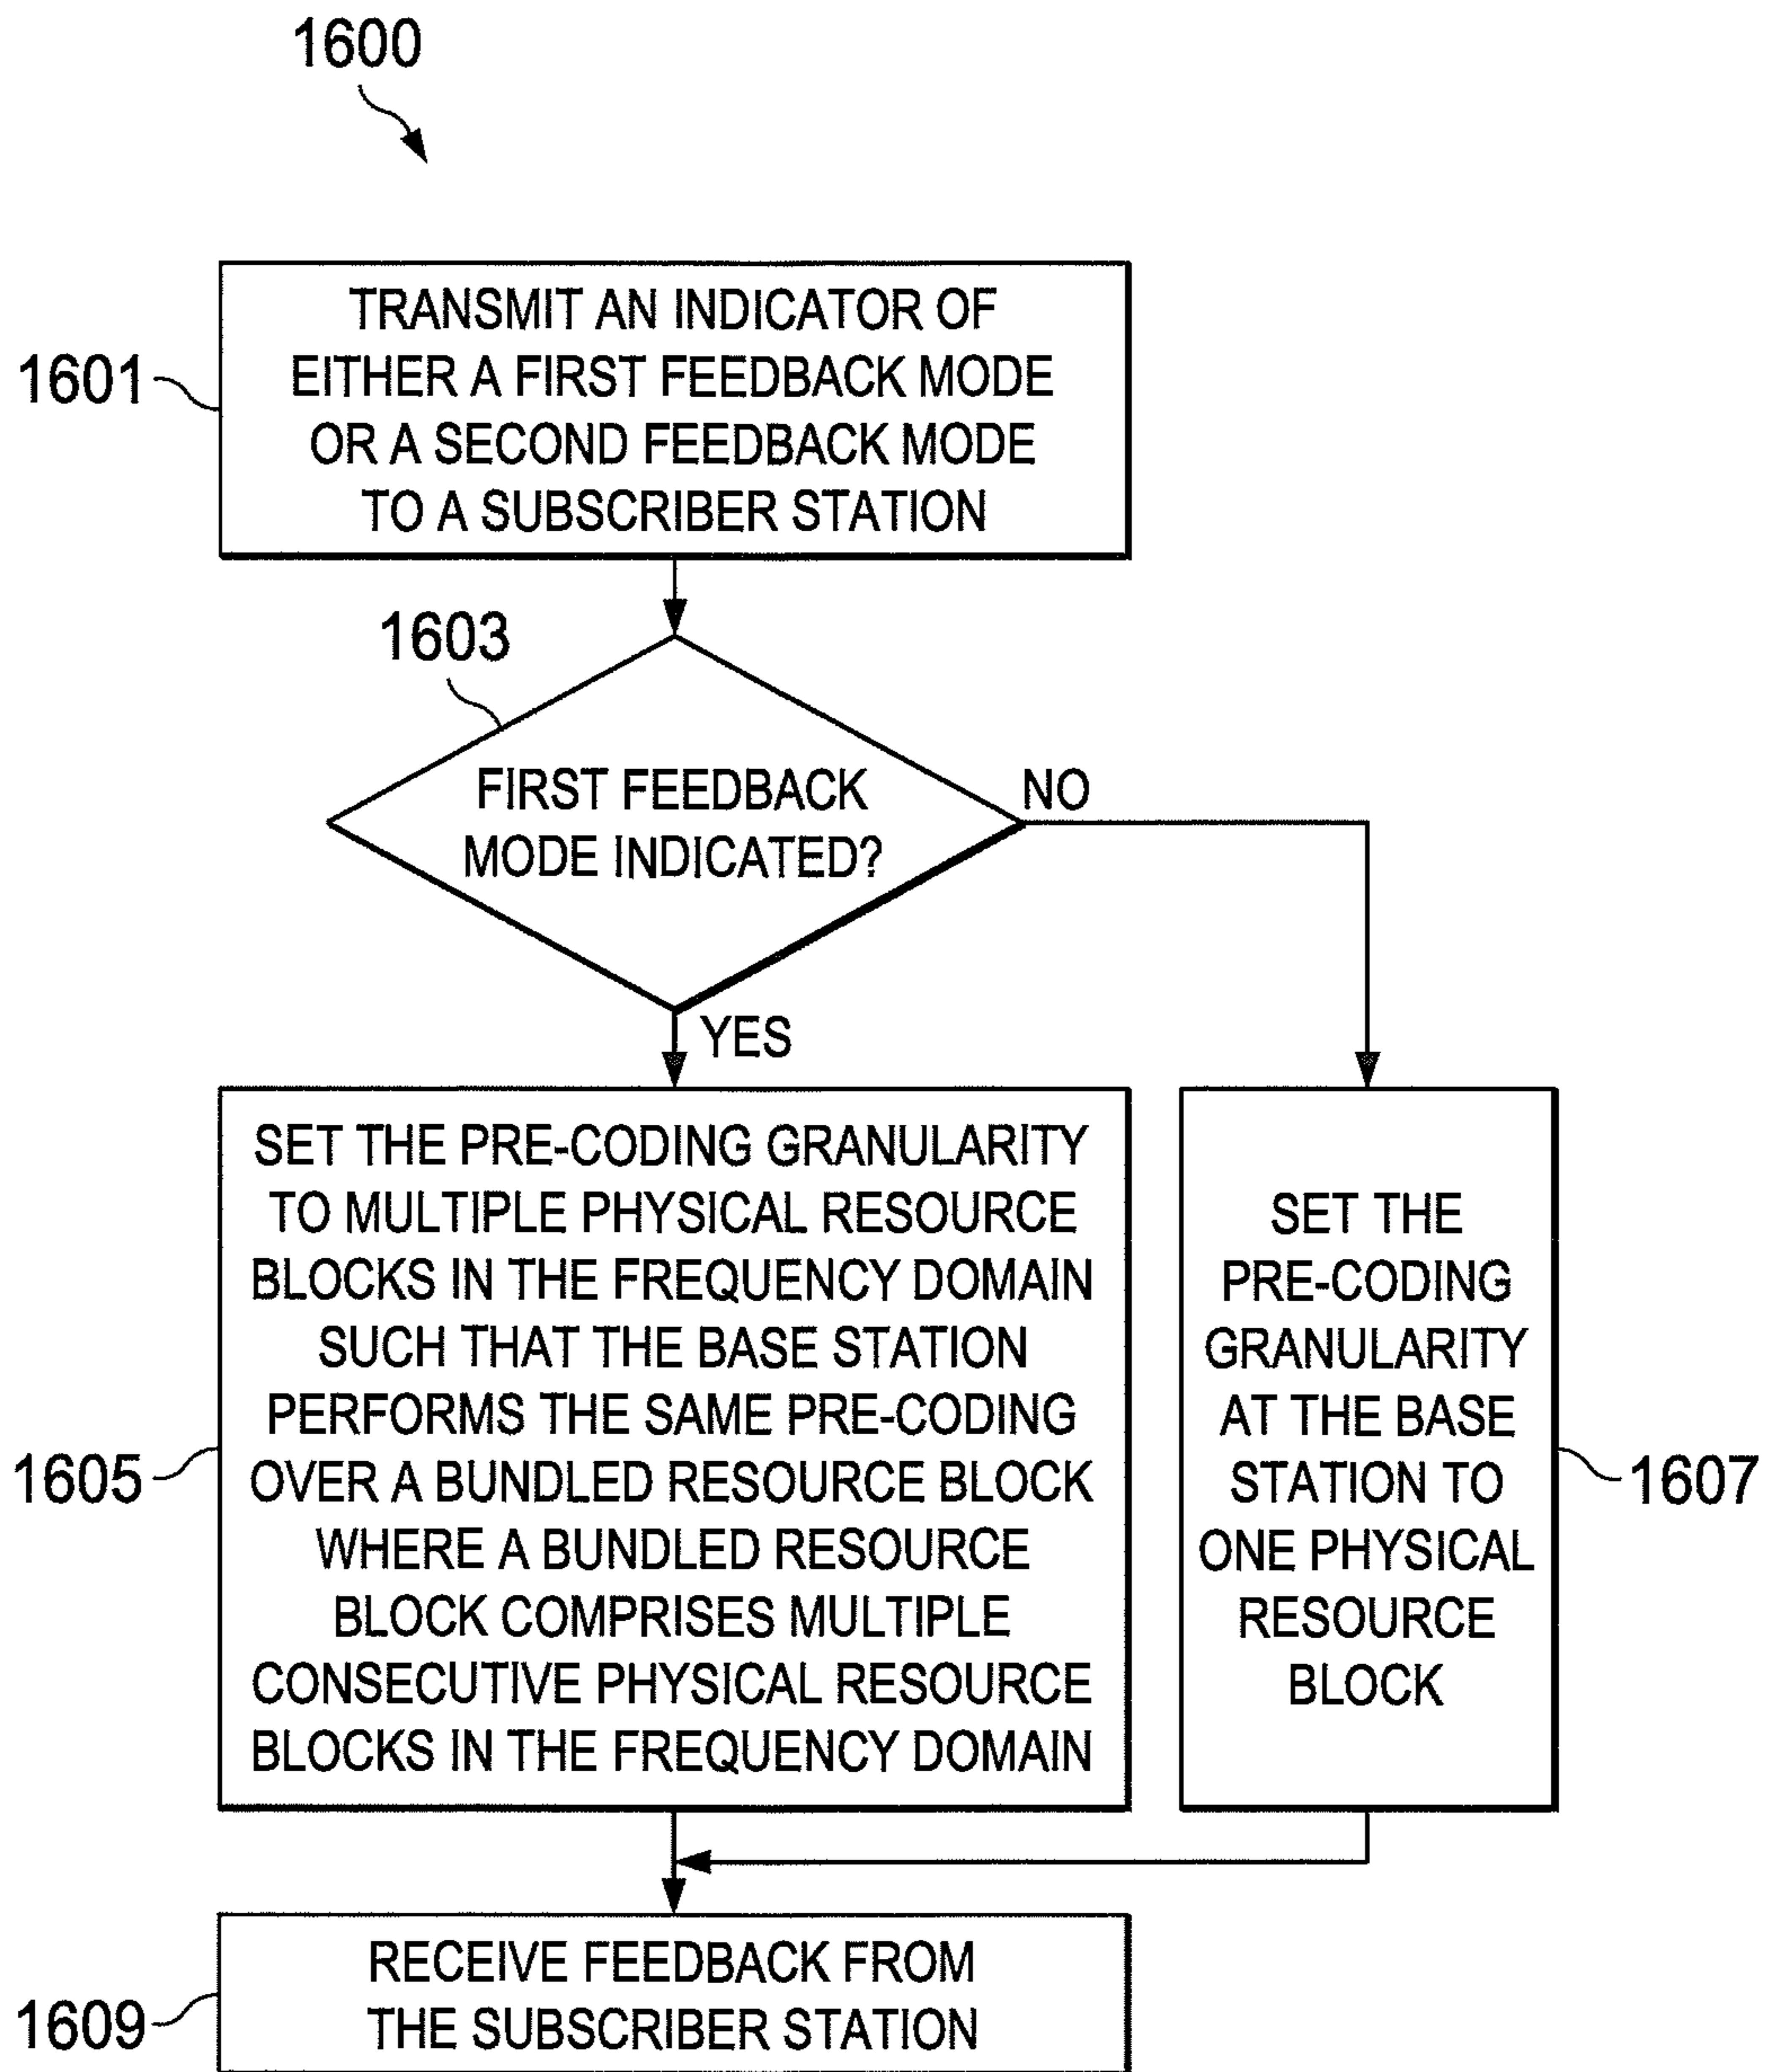 1600
TRANSMIT AN INDICATOR OF
EITHER A FIRST FEEDBACK MODE
OR A SECOND FEEDBACK MODE
TO A SUBSCRIBER STATION
1601
1603
FIRST FEEDBACK
MODE INDICATED?
NO
YES
SET THE PRE-CODING GRANULARITY
TO MULTIPLE PHYSICAL RESOURCE
BLOCKS IN THE FREQUENCY DOMAIN
SUCH THAT THE BASE STATION
PERFORMS THE SAME PRE-CODING
OVER A BUNDLED RESOURCE BLOCK
WHERE A BUNDLED RESOURCE
BLOCK COMPRISES MULTIPLE
CONSECUTIVE PHYSICAL RESOURCE
BLOCKS IN THE FREQUENCY DOMAIN
1605
SET THE
PRE-CODING
GRANULARITY
AT THE BASE
STATION TO
ONE PHYSICAL
RESOURCE
BLOCK
1607
RECEIVE FEEDBACK FROM
THE SUBSCRIBER STATION
1609